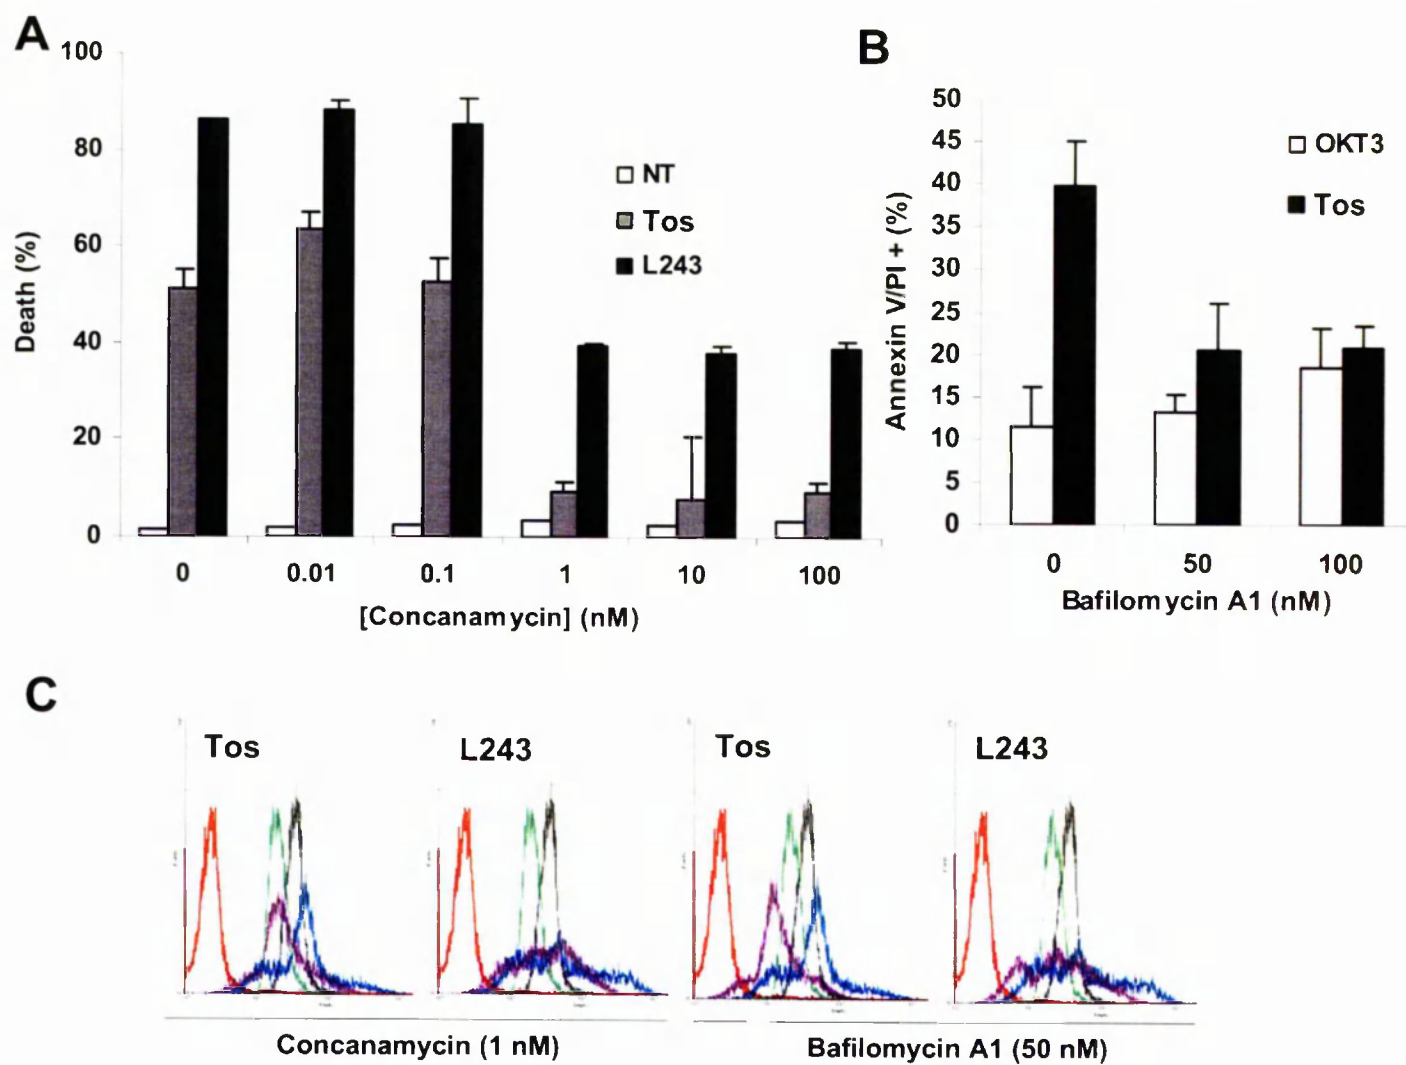 A
100
80
60
40
20
0
Death (%)
NT
Tos
L243
0 0.01 0.1 1 10 100
[Concanamycin] (nM)
B
50
45
40
35
30
25
20
15
10
5
0
Annexin V/PI + (%)
OKT3
Tos
0 50 100
Bafilomycin A1 (nM)
C
Tos L243 Tos L243
Concanamycin (1 nM) Bafilomycin A1 (50 nM)